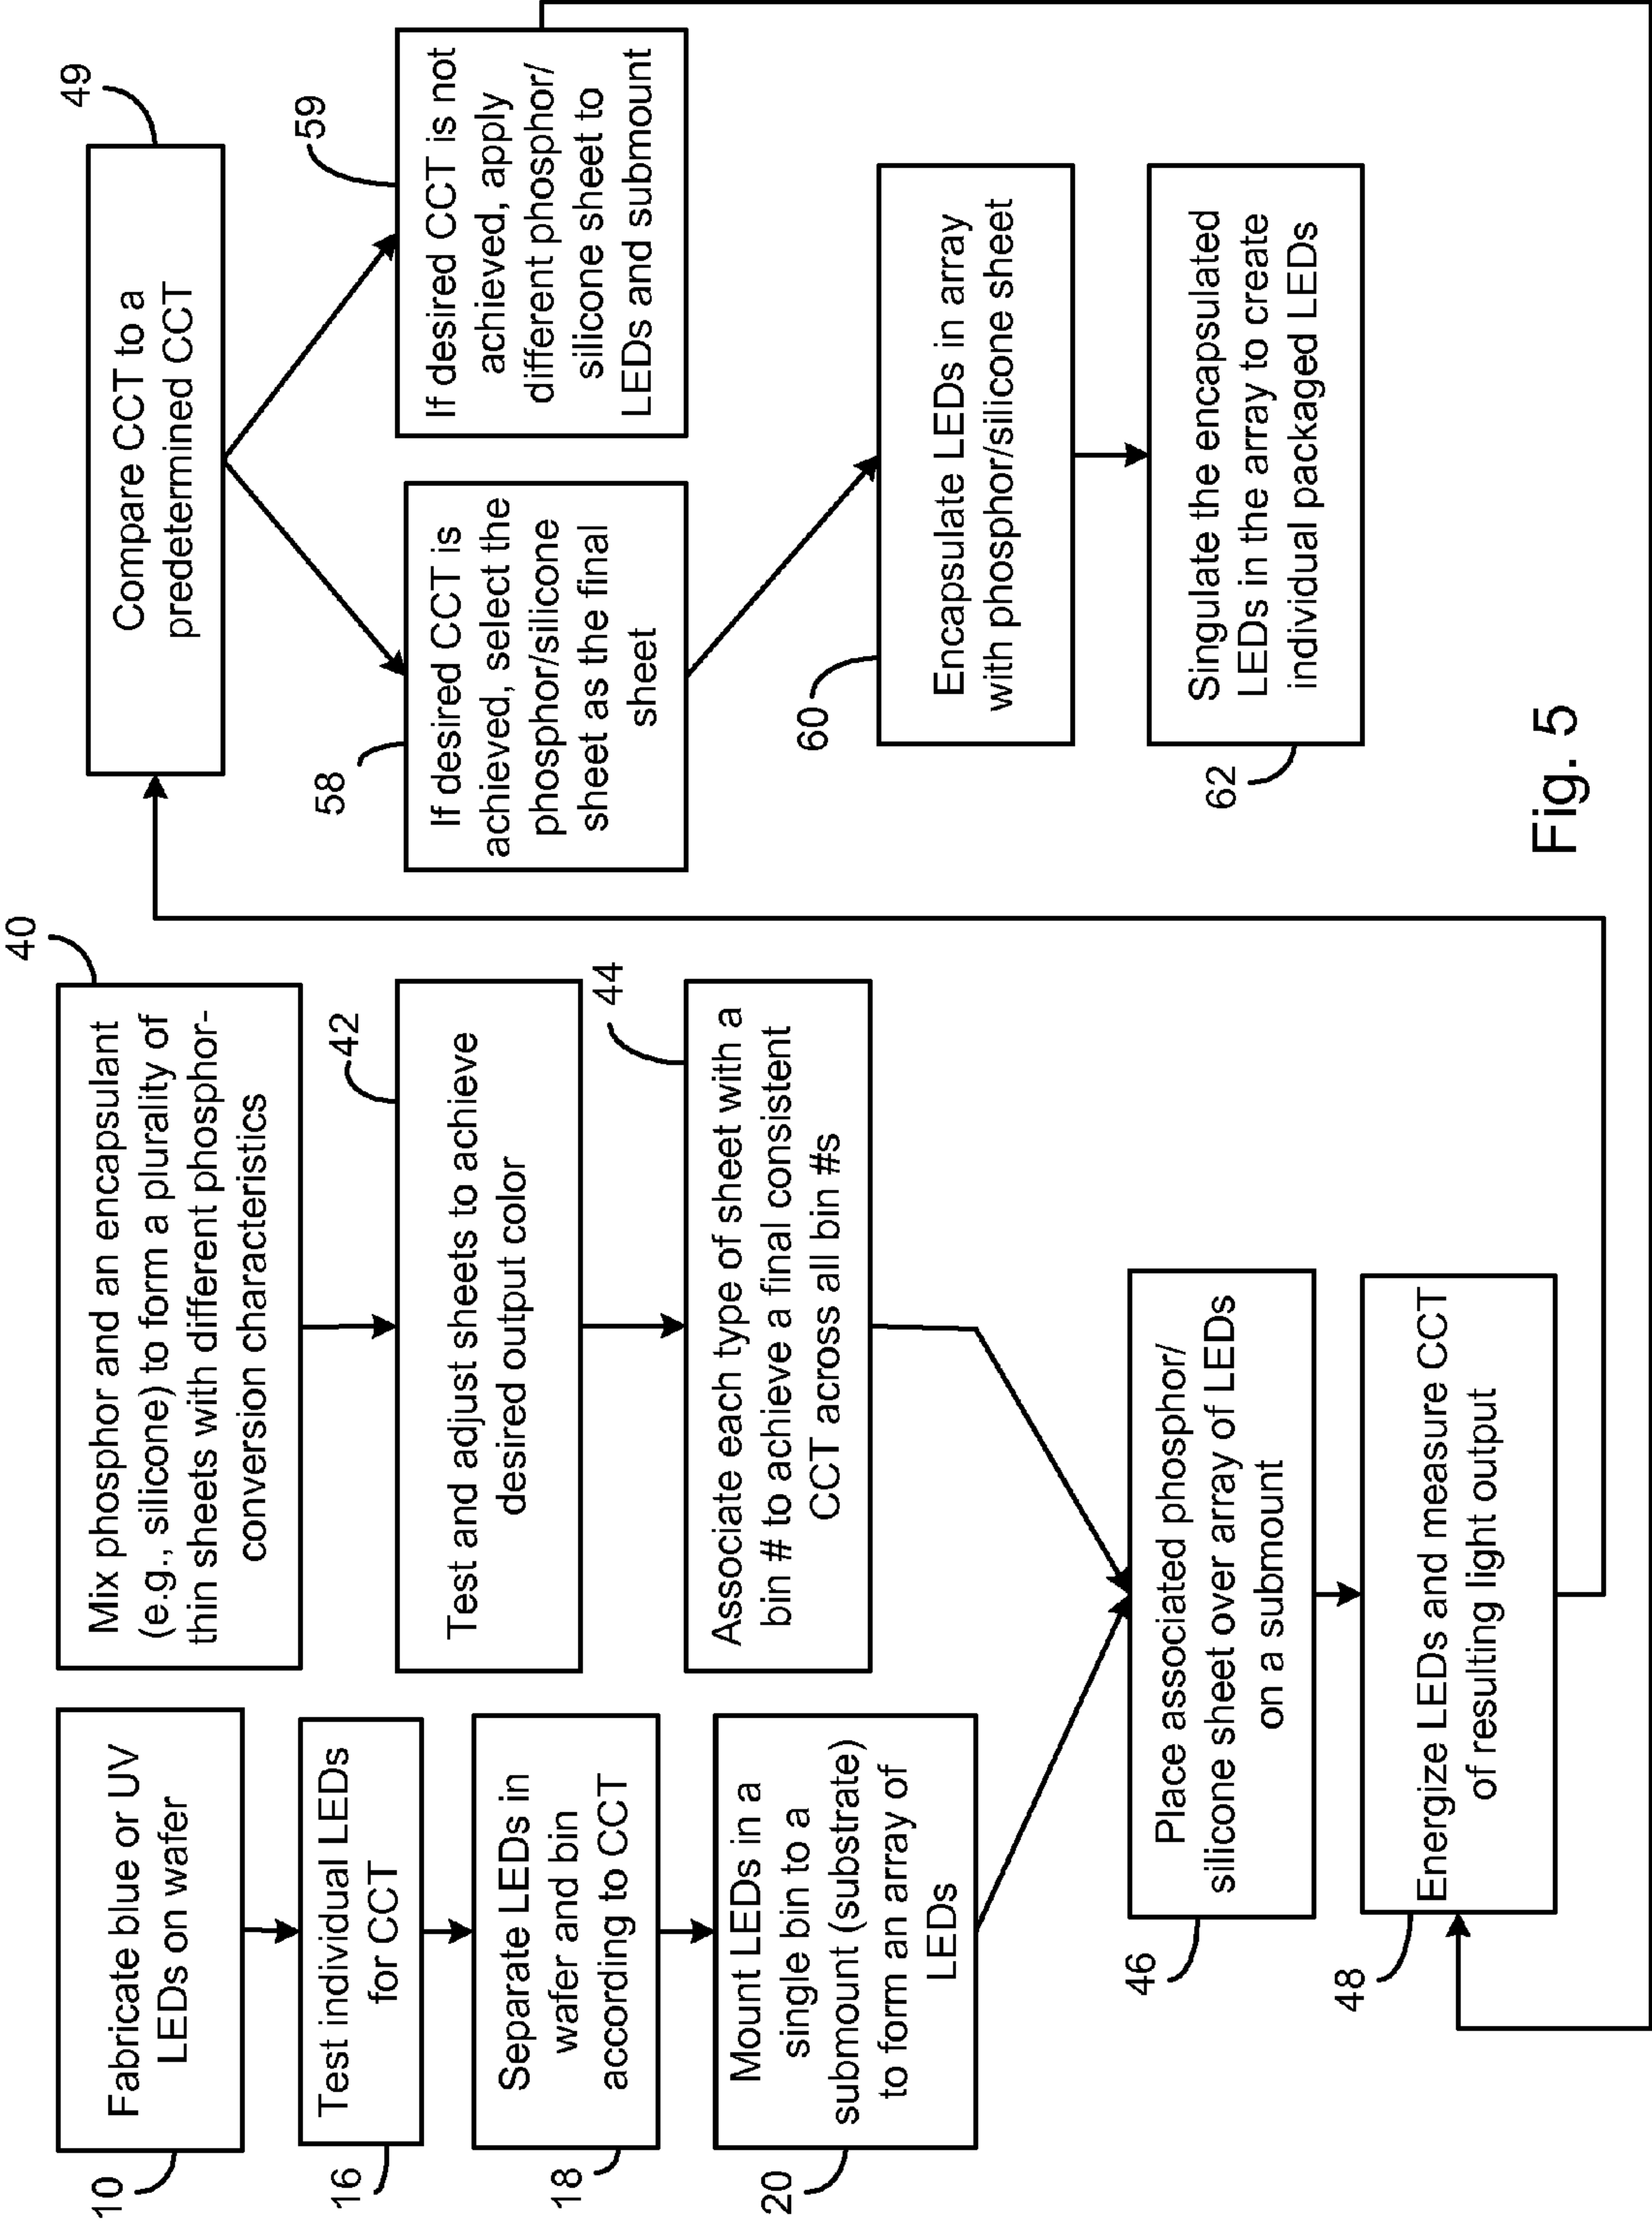 10
Fabricate blue or UV
LEDs on wafer
16
Test individual LEDs
for CCT
18
Separate LEDs in
wafer and bin
according to CCT
20
Mount LEDs in a
single bin to a
submount (substrate)
to form an array of
LEDs
40
Mix phosphor and an encapsulant
(e.g., silicone) to form a plurality of
thin sheets with different phosphor-
conversion characteristics
42
Test and adjust sheets to achieve
desired output color
44
Associate each type of sheet with a
bin # to achieve a final consistent
CCT across all bin #s
46
Place associated phosphor/
silicone sheet over array of LEDs
on a submount
48
Energize LEDs and measure CCT
of resulting light output
49
Compare CCT to a
predetermined CCT
58
If desired CCT is
achieved, select the
phosphor/silicone
sheet as the final
sheet
59
If desired CCT is not
achieved, apply
different phosphor/
silicone sheet to
LEDs and submount
60
Encapsulate LEDs in array
with phosphor/silicone sheet
62
Singulate the encapsulated
LEDs in the array to create
individual packaged LEDs
Fig. 5